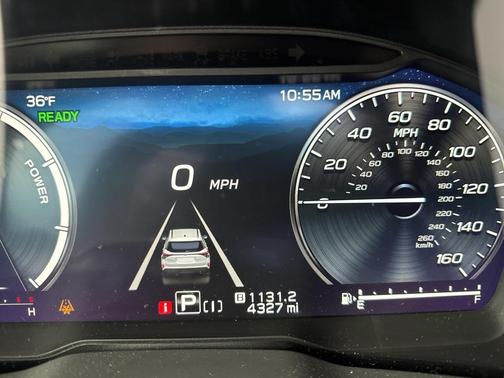 36°F
READY
10:55AM
POWER
0 MPH
0 20 40 60 80 100 120 140 160
MPH
20 60 80 100 120 140 160 180 200 220 240 260
km/h
H
i P (!) B 1131.2
4327 mi
E F